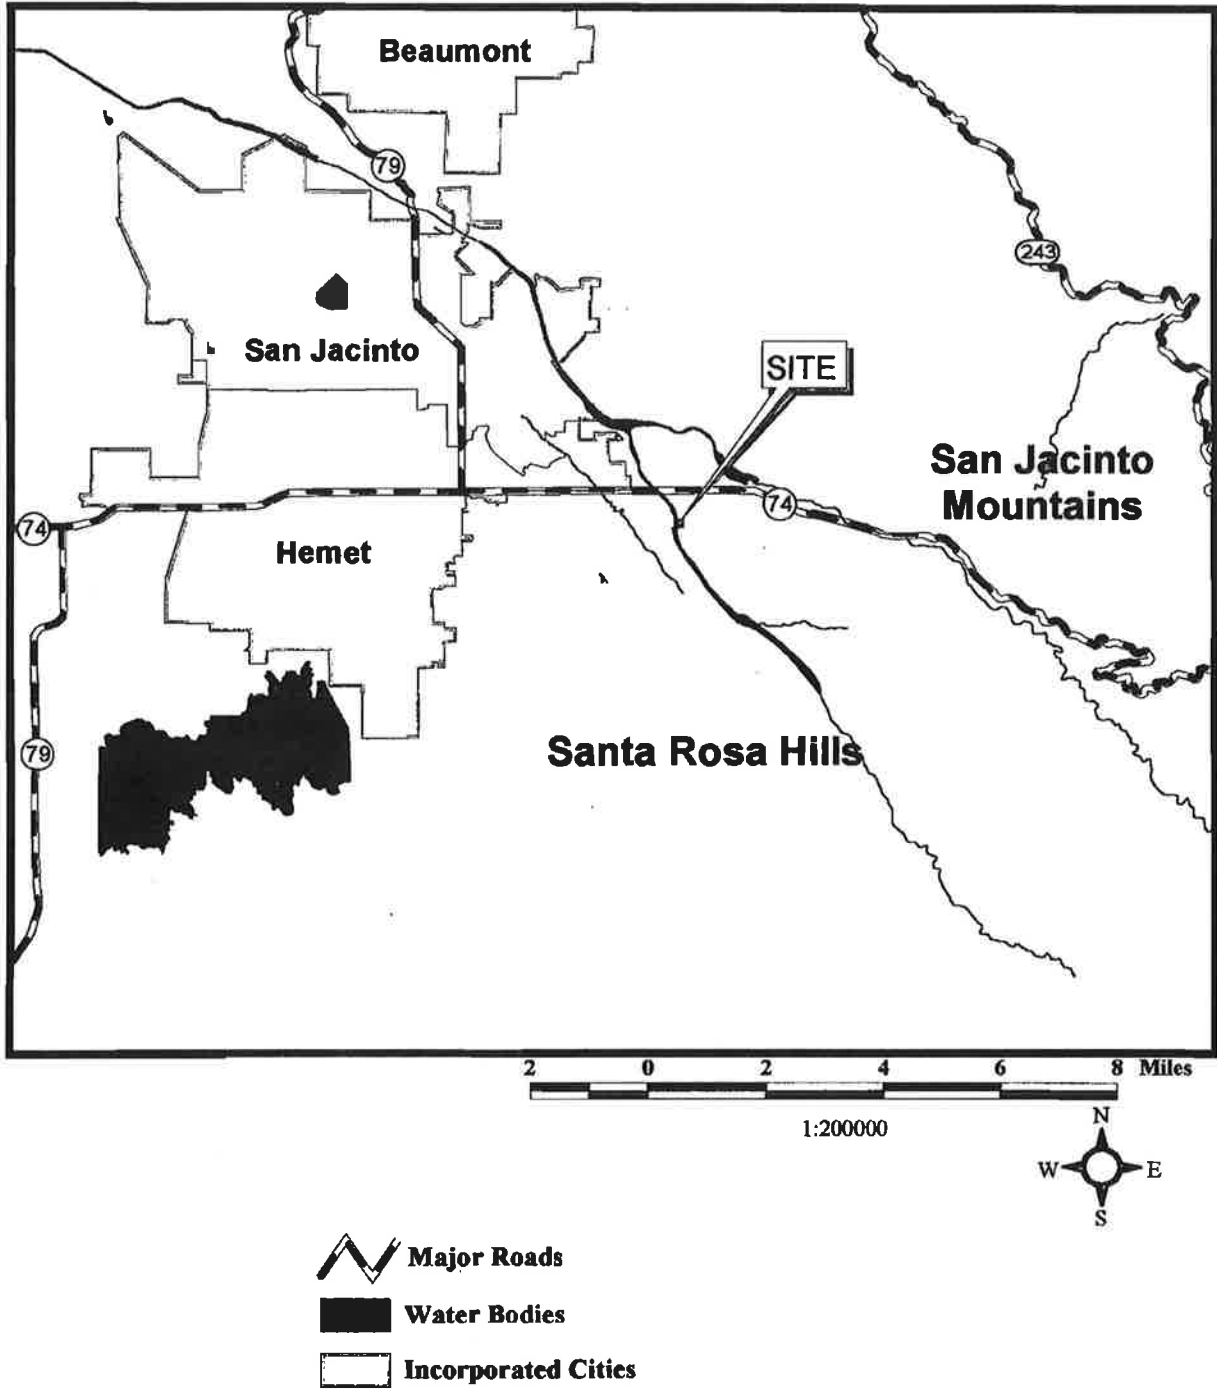 Beaumont
79
243
San Jacinto
SITE
San Jacinto
Mountains
74
74
Hemet
79
Santa Rosa Hills
2 0 2 4 6 8 Miles
1:200000
N
W E
S
Major Roads
Water Bodies
Incorporated Cities